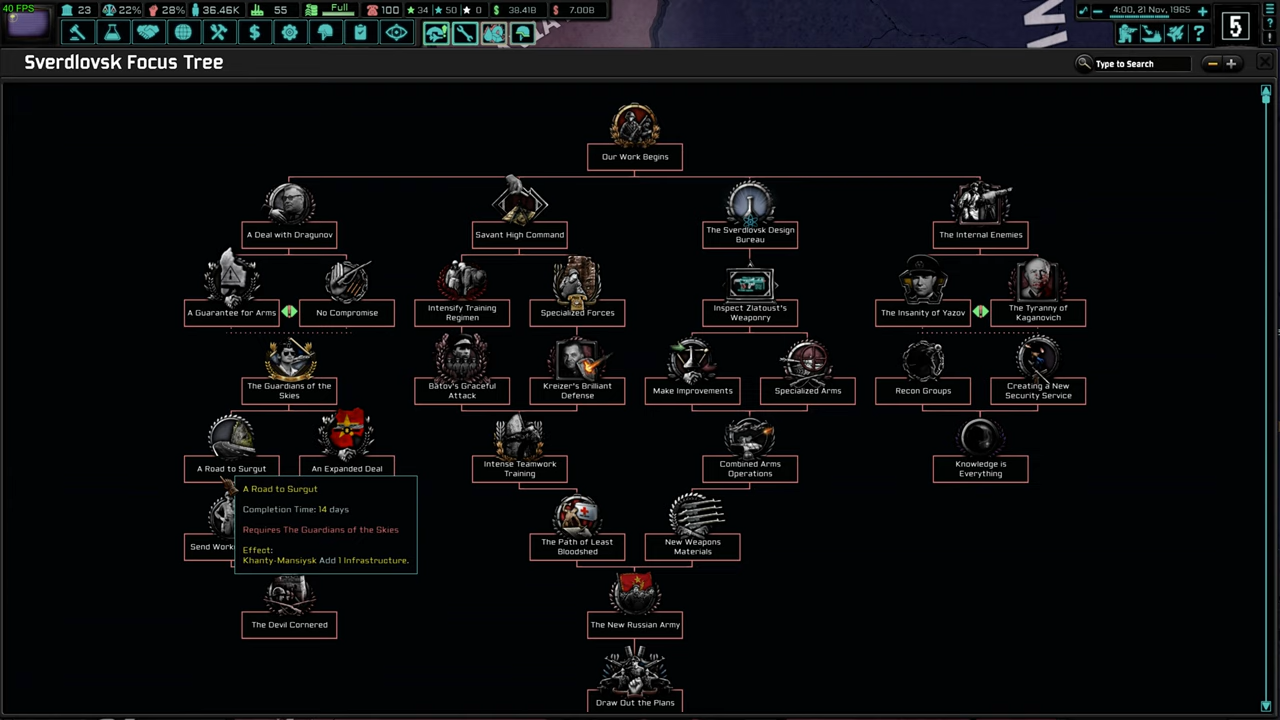 40 FPS
23 22% 28% 36.46K 55 Full 100 34 50 0 38.41B 7.00B 4:00, 21 Nov, 1965
5
Sverdlovsk Focus Tree
Type to Search
Our Work Begins
A Deal with Dragunov
Savant High Command
The Sverdlovsk Design
Bureau
The Internal Enemies
A Guarantee for Arms
No Compromise
Intensify Training
Regimen
Specialized Forces
Inspect Zlatoust's
Weaponry
The Insanity of Yazov
The Tyranny of
Kaganovich
The Guardians of the
Skies
Batov's Graceful
Attack
Kreizer's Brilliant
Defense
Make Improvements
Specialized Arms
Recon Groups
Creating a New
Security Service
A Road to Surgut
An Expanded Deal
Intense Teamwork
Training
Combined Arms
Operations
Knowledge is
Everything
A Road to Surgut
Completion Time: 14 days
Requires The Guardians of the Skies
Effect:
Khanty-Mansiysk Add 1 Infrastructure.
Send Work
The Path of Least
Bloodshed
New Weapons
Materials
The Devil Cornered
The New Russian Army
Draw Out the Plans